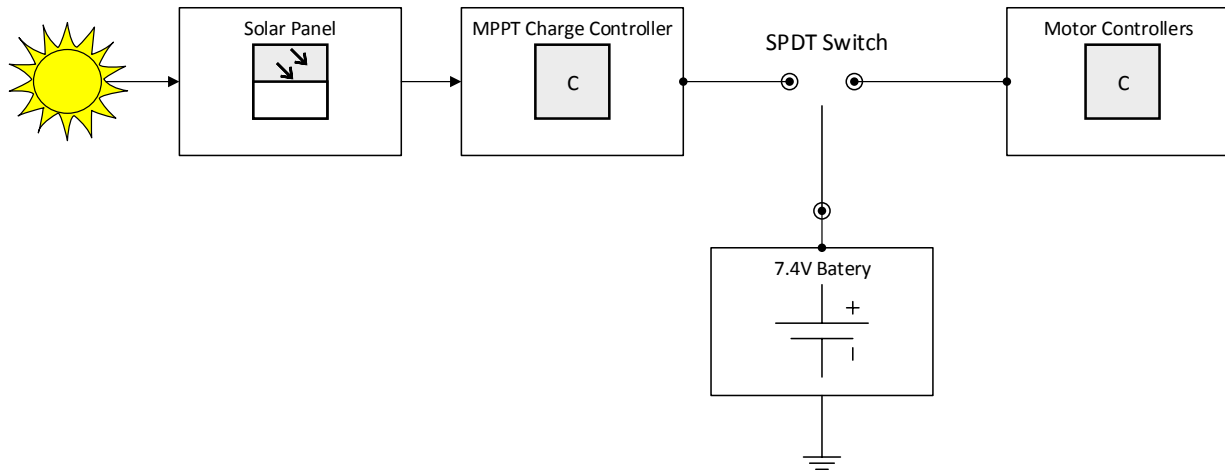 Solar Panel
MPPT Charge Controller
C
SPDT Switch
Motor Controllers
C
7.4V Batery
+
–